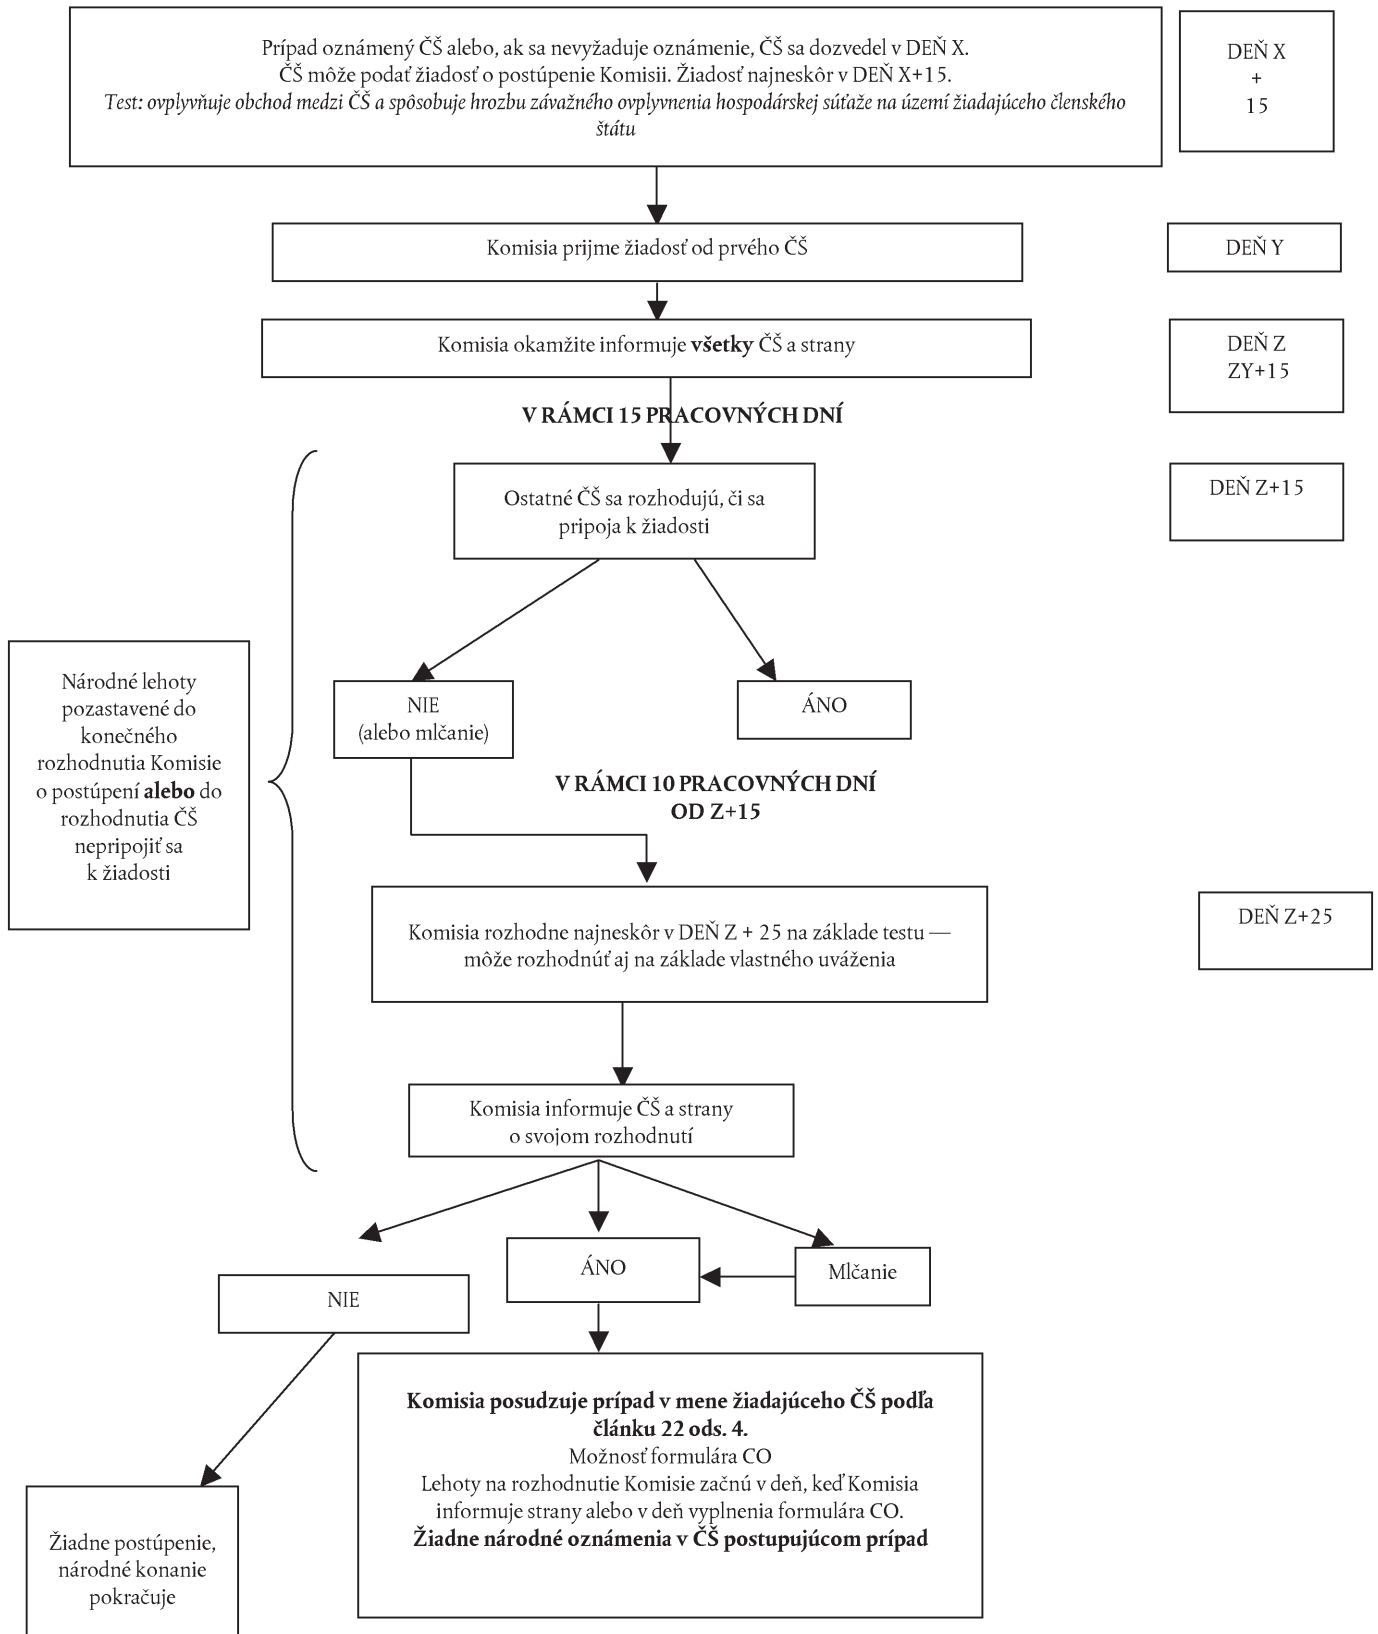 Prípad oznámený ČŠ alebo, ak sa nevyžaduje oznámenie, ČŠ sa dozvedel v DEŇ X.
ČŠ môže podať žiadosť o postúpenie Komisii. Žiadosť najneskôr v DEŇ X+15.
Test: ovplyvňuje obchod medzi ČŠ a spôsobuje hrozbu závažného ovplyvnenia hospodárskej súťaže na území žiadajúceho členského
štátu
DEŇ X
+
15
Komisia prijme žiadosť od prvého ČŠ
DEŇ Y
Komisia okamžite informuje všetky ČŠ a strany
DEŇ Z
ZY+15
V RÁMCI 15 PRACOVNÝCH DNÍ
Ostatné ČŠ sa rozhodujú, či sa
pripoja k žiadosti
DEŇ Z+15
Národné lehoty
pozastavené do
konečného
rozhodnutia Komisie
o postúpení alebo do
rozhodnutia ČŠ
nepripojiť sa
k žiadosti
NIE
(alebo mlčanie)
ÁNO
V RÁMCI 10 PRACOVNÝCH DNÍ
OD Z+15
Komisia rozhodne najneskôr v DEŇ Z + 25 na základe testu —
môže rozhodnúť aj na základe vlastného uváženia
DEŇ Z+25
Komisia informuje ČŠ a strany
o svojom rozhodnutí
NIE
ÁNO
Mlčanie
Komisia posudzuje prípad v mene žiadajúceho ČŠ podľa
článku 22 ods. 4.
Možnosť formulára CO
Lehoty na rozhodnutie Komisie začnú v deň, keď Komisia
informuje strany alebo v deň vyplnenia formulára CO.
Žiadne národné oznámenia v ČŠ postupujúcom prípad
Žiadne postúpenie,
národné konanie
pokračuje